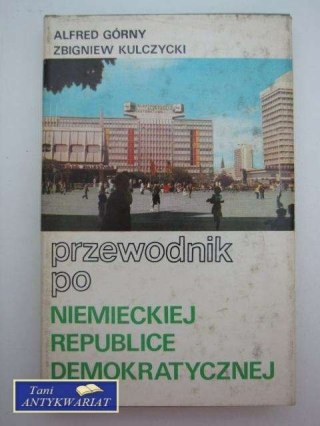 ALFRED GÓRNY
ZBIGNIEW KULCZYCKI
przewodnik
po
NIEMIECKIEJ
REPUBLICE
DEMOKRATYCZNEJ
Tani
ANTYKWARIAT